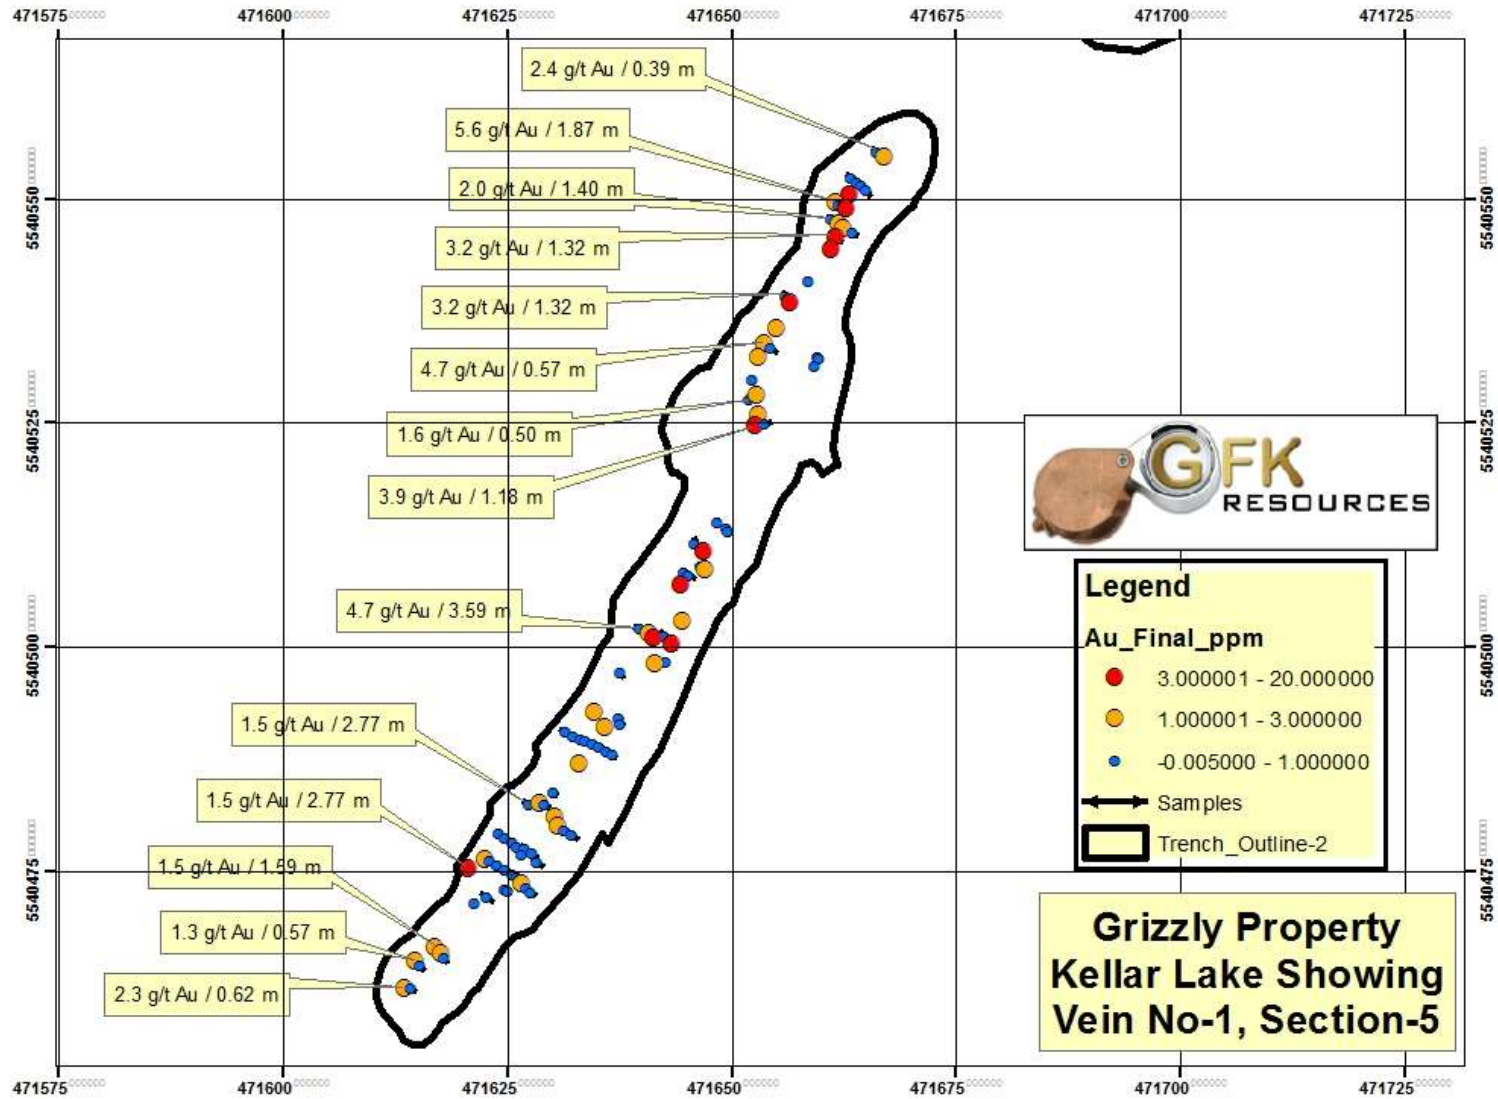 471575 471600 471625 471650 471675 471700 471725
2.4 g/t Au / 0.39 m
5.6 g/t Au / 1.87 m
2.0 g/t Au / 1.40 m
3.2 g/t Au / 1.32 m
3.2 g/t Au / 1.32 m
4.7 g/t Au / 0.57 m
1.6 g/t Au / 0.50 m
3.9 g/t Au / 1.18 m
4.7 g/t Au / 3.59 m
1.5 g/t Au / 2.77 m
1.5 g/t Au / 2.77 m
1.5 g/t Au / 1.59 m
1.3 g/t Au / 0.57 m
2.3 g/t Au / 0.62 m
5540550
5540525
5540500
5540475
5540550
5540525
5540500
5540475
GFK
RESOURCES
Legend
Au_Final_ppm
3.000001 - 20.000000
1.000001 - 3.000000
-0.005000 - 1.000000
Samples
Trench_Outline-2
Grizzly Property
Kellar Lake Showing
Vein No-1, Section-5
471575 471600 471625 471650 471675 471700 471725